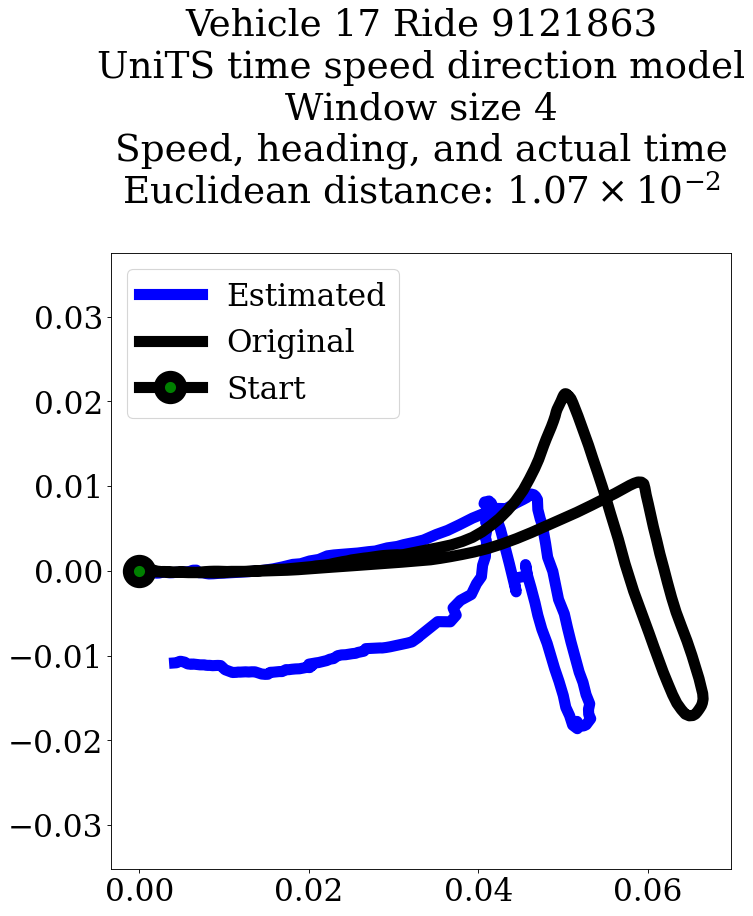 Vehicle 17 Ride 9121863
UniTS time speed direction model
Window size 4
Speed, heading, and actual time
Euclidean distance: 1.07 × 10⁻²
Estimated
Original
Start
0.03
0.02
0.01
0.00
−0.01
−0.02
−0.03
0.00 0.02 0.04 0.06